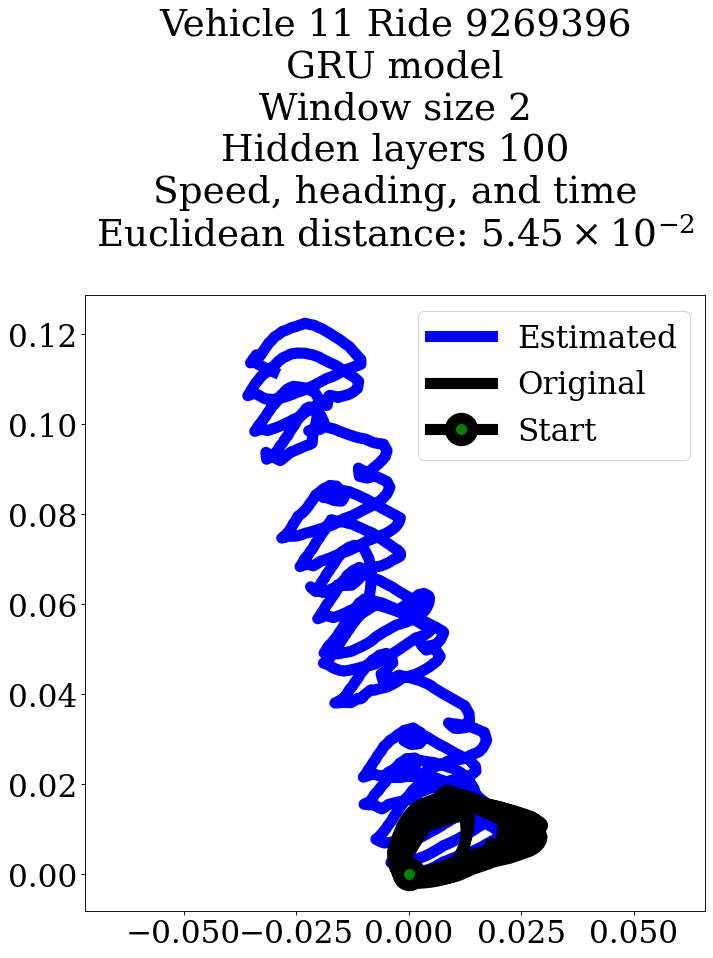 Vehicle 11 Ride 9269396
GRU model
Window size 2
Hidden layers 100
Speed, heading, and time
Euclidean distance: 5.45 × 10⁻²
Estimated
Original
Start
0.12
0.10
0.08
0.06
0.04
0.02
0.00
−0.050 −0.025 0.000 0.025 0.050